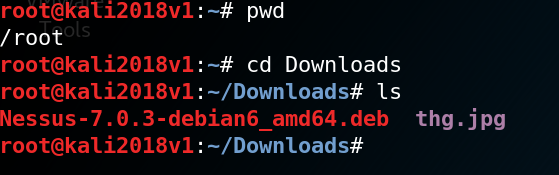 root@kali2018v1:~# pwd
Tools
/root
root@kali2018v1:~# cd Downloads
root@kali2018v1:~/Downloads# ls
Nessus-7.0.3-debian6_amd64.deb  thg.jpg
root@kali2018v1:~/Downloads#